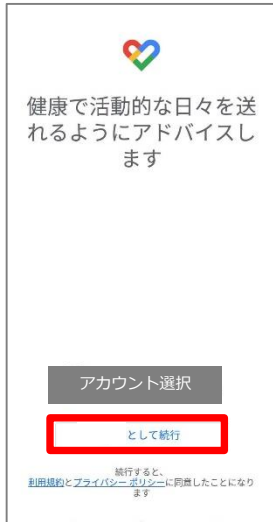 健康で活動的な日々を送
れるようにアドバイスし
ます
アカウント選択
として続行
続行すると、
利用規約とプライバシー ポリシーに同意したことになり
ます